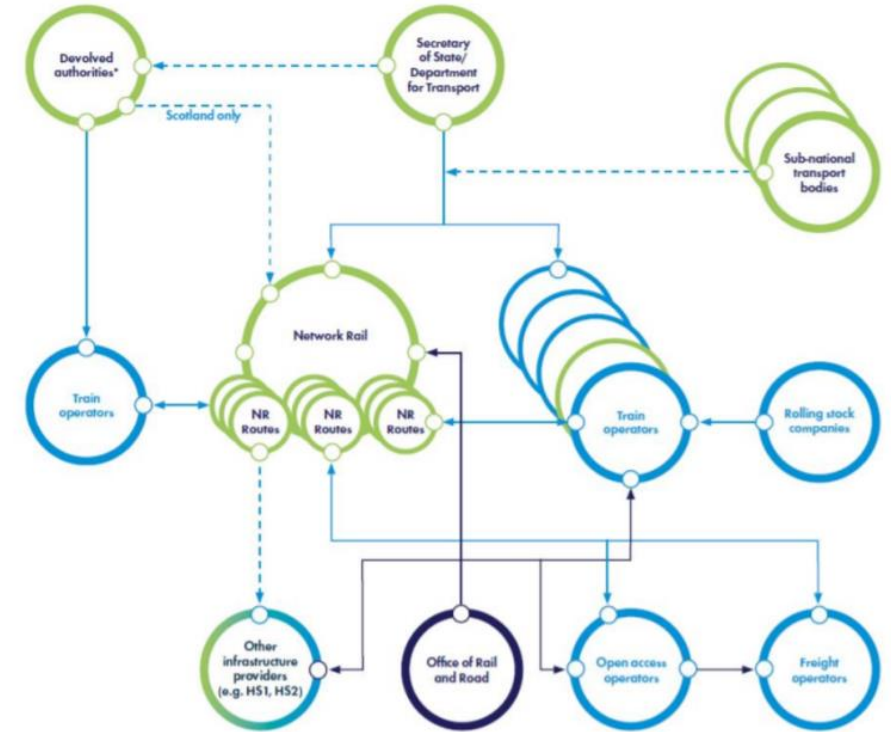 Devolved
authorities*
Secretary
of State/
Department
for Transport
Scotland only
Sub-national
transport
bodies
Network Rail
Train
operators
NR
Routes
NR
Routes
NR
Routes
Train
operators
Rolling stock
companies
Other
infrastructure
providers
(e.g. HS1, HS2)
Office of Rail
and Road
Open access
operators
Freight
operators